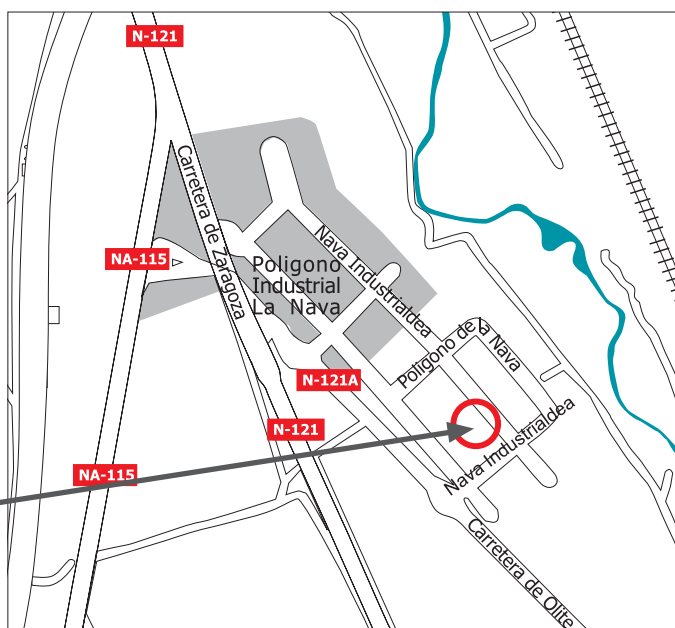 N-121
Carretera de Zaragoza
Nava Industrialdea
NA-115
Poligono
Industrial
La Nava
Poligono de la Nava
N-121A
Nava Industrialdea
N-121
NA-115
Carretera de Olite